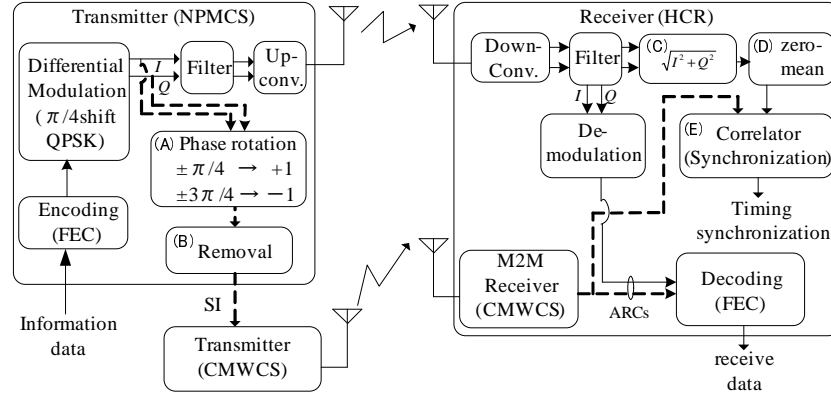 Transmitter (NPMCS)
Differential
Modulation
(π/4shift
QPSK)
I
Q
Filter
Up-
conv.
(A) Phase rotation
±π/4 → +1
±3π/4 → −1
Encoding
(FEC)
(B) Removal
Information
data
SI
Transmitter
(CMWCS)
Receiver (HCR)
Down-
Conv.
Filter
(C)
√I²+Q²
(D) zero-
mean
I
Q
De-
modulation
(E) Correlator
(Synchronization)
Timing
synchronization
M2M
Receiver
(CMWCS)
ARCs
Decoding
(FEC)
receive
data